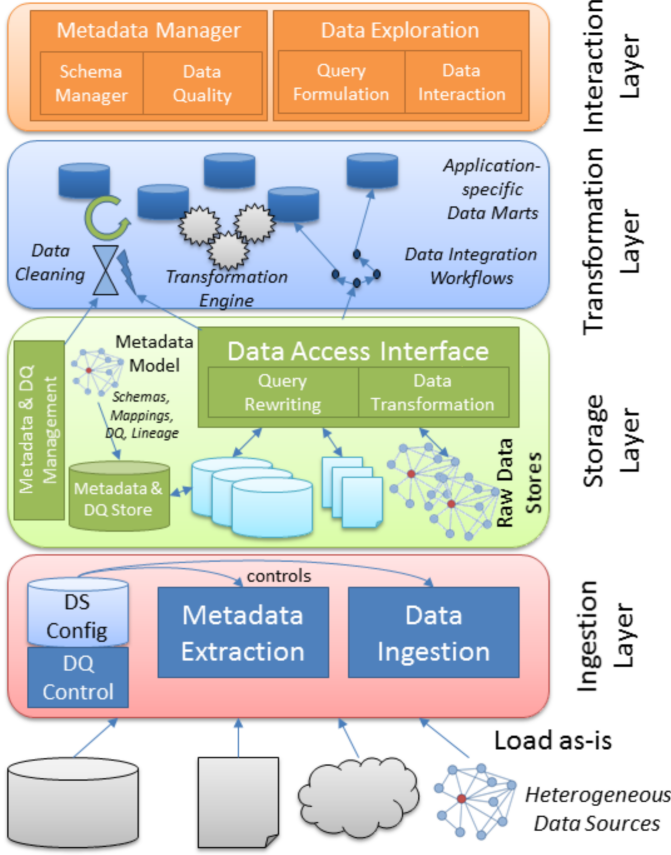 Metadata Manager
Data Exploration
Schema
Manager
Data
Quality
Query
Formulation
Data
Interaction
Interaction
Layer
Application-
specific
Data Marts
Data
Cleaning
Transformation
Engine
Data Integration
Workflows
Transformation
Layer
Metadata & DQ
Management
Metadata
Model
Schemas,
Mappings,
DQ, Lineage
Data Access Interface
Query
Rewriting
Data
Transformation
Metadata &
DQ Store
Raw Data
Stores
Storage
Layer
controls
DS
Config
DQ
Control
Metadata
Extraction
Data
Ingestion
Ingestion
Layer
Load as-is
Heterogeneous
Data Sources